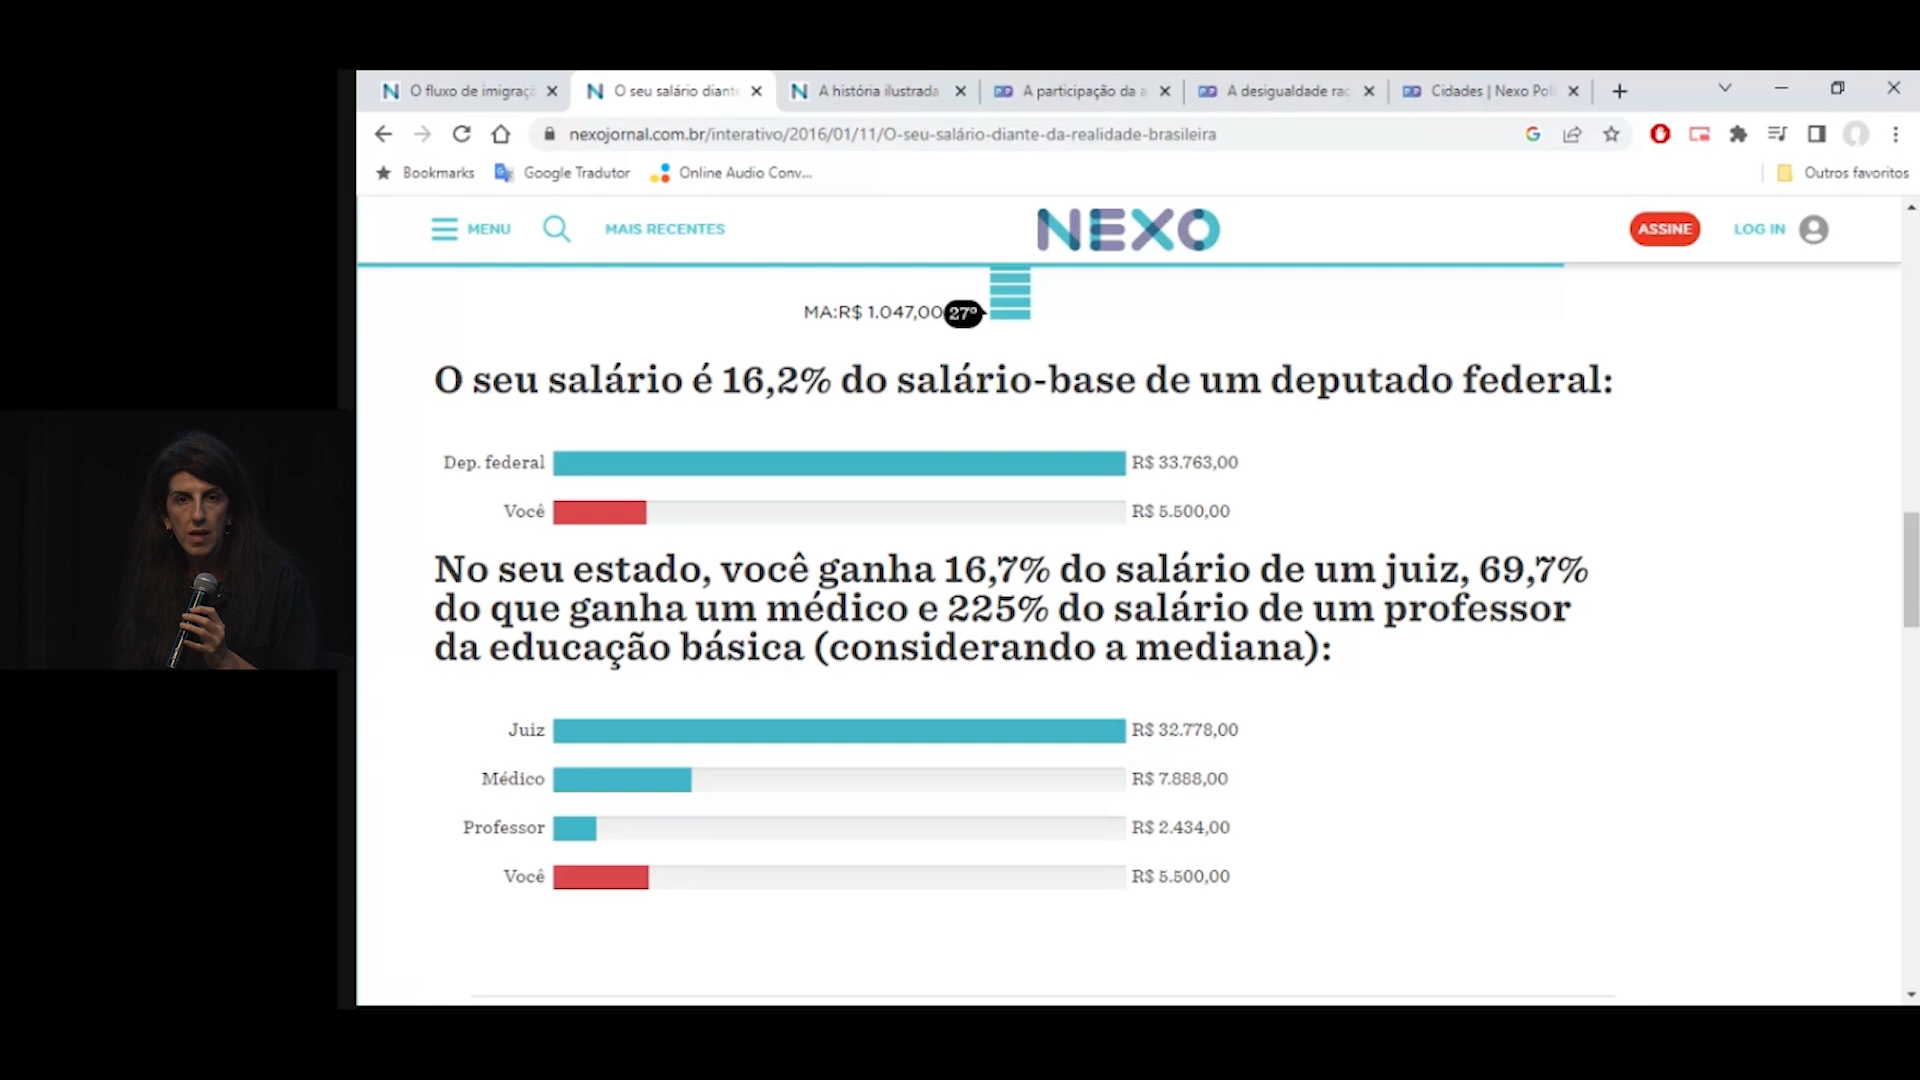 O fluxo de imigraç
O seu salário diant
A história ilustrada
A participação da a
A desigualdade rac
Cidades | Nexo Pol
nexojornal.com.br/interativo/2016/01/11/O-seu-salário-diante-da-realidade-brasileira
Bookmarks
Google Tradutor
Online Audio Conv...
Outros favoritos
MENU
MAIS RECENTES
NEXO
ASSINE
LOG IN
MA:R$ 1.047,00 27º
O seu salário é 16,2% do salário-base de um deputado federal:
Dep. federal R$ 33.763,00
Você R$ 5.500,00
No seu estado, você ganha 16,7% do salário de um juiz, 69,7%
do que ganha um médico e 225% do salário de um professor
da educação básica (considerando a mediana):
Juiz R$ 32.778,00
Médico R$ 7.888,00
Professor R$ 2.434,00
Você R$ 5.500,00